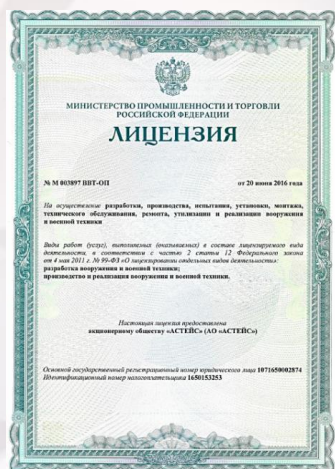 МИНИСТЕРСТВО ПРОМЫШЛЕННОСТИ И ТОРГОВЛИ
РОССИЙСКОЙ ФЕДЕРАЦИИ
ЛИЦЕНЗИЯ
№ М 003897 ВВТ-ОП от 20 июня 2016 года
На осуществление разработки, производства, испытания, установки, монтажа,
технического обслуживания, ремонта, утилизации и реализации вооружения
и военной техники
Виды работ (услуг), выполняемых (оказываемых) в составе лицензируемого вида
деятельности, в соответствии с частью 2 статьи 12 Федерального закона
от 4 мая 2011 г. № 99-ФЗ «О лицензировании отдельных видов деятельности»:
разработка вооружения и военной техники;
производство и реализация вооружения и военной техники.
Настоящая лицензия предоставлена
акционерному обществу «АСТЕЙС» (АО «АСТЕЙС»)
Основной государственный регистрационный номер юридического лица 1071650002874
Идентификационный номер налогоплательщика 1650153253